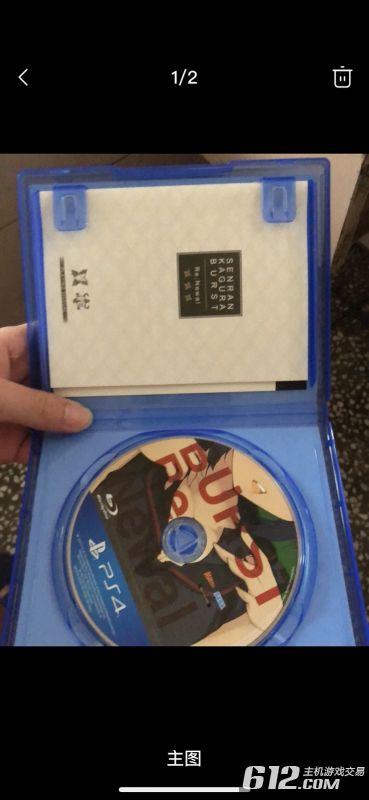 1/2
SENRAN
KAGURA
BURST
Re:Newal
BURST
Re:
Newal
PS4
主图
612.com
主机游戏交易